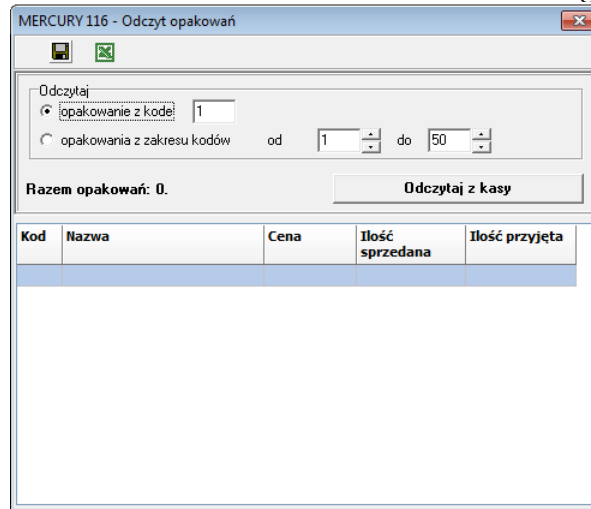 MERCURY 116 - Odczyt opakowań
Odczytaj
opakowanie z kode 1
opakowania z zakresu kodów od 1 do 50
Razem opakowań: 0. Odczytaj z kasy
Kod Nazwa Cena Ilość sprzedana Ilość przyjęta